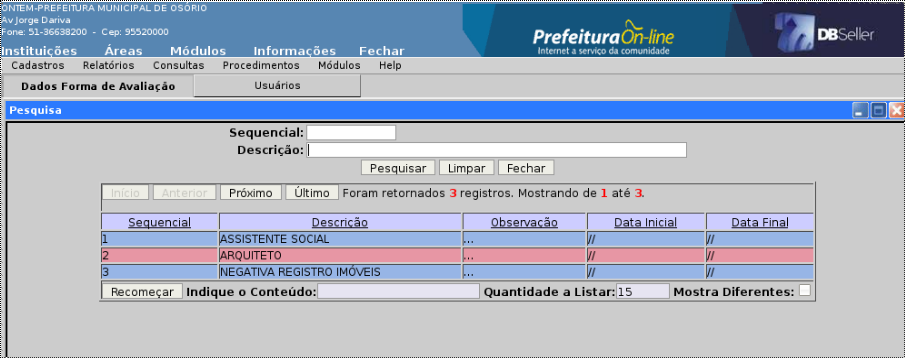 ONTEM-PREFEITURA MUNICIPAL DE OSÓRIO
Av Jorge Dariva
Fone: 51-36638200 - Cep: 95520000
Prefeitura On-line
Internet a serviço da comunidade
DBSeller
Instituições Áreas Módulos Informações Fechar
Cadastros Relatórios Consultas Procedimentos Módulos Help
Dados Forma de Avaliação Usuários
Pesquisa
Sequencial:
Descrição:
Pesquisar Limpar Fechar
Início Anterior Próximo Último Foram retornados 3 registros. Mostrando de 1 até 3.
Sequencial Descrição Observação Data Inicial Data Final
1 ASSISTENTE SOCIAL ... // //
2 ARQUITETO ... // //
3 NEGATIVA REGISTRO IMÓVEIS ... // //
Recomeçar Indique o Conteúdo: Quantidade a Listar: 15 Mostra Diferentes: